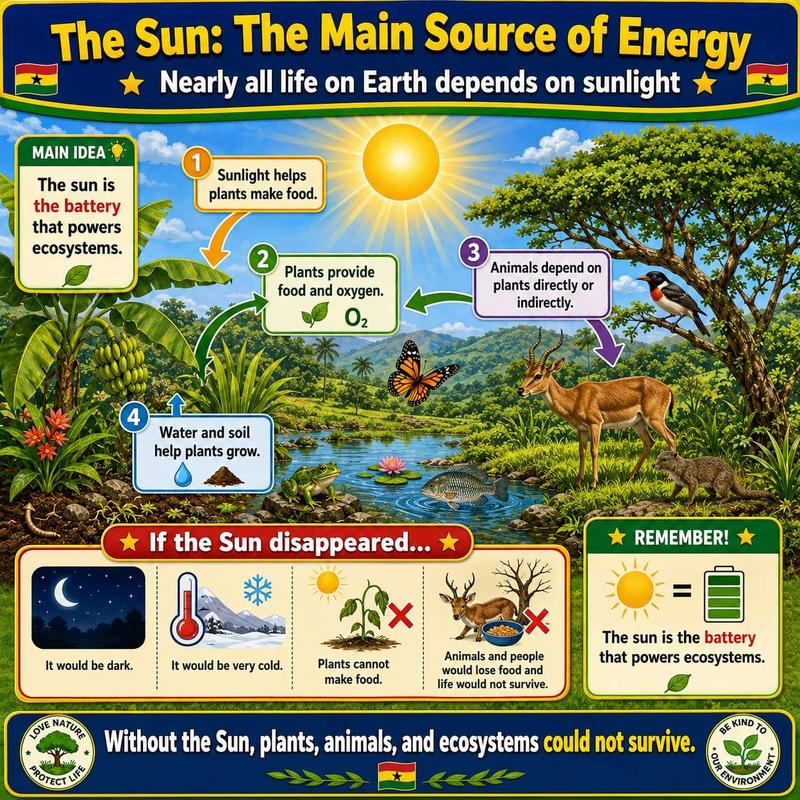 The Sun: The Main Source of Energy
Nearly all life on Earth depends on sunlight
MAIN IDEA
The sun is
the battery
that powers
ecosystems.
1
Sunlight helps
plants make food.
2
Plants provide
food and oxygen.
O₂
3
Animals depend on
plants directly or
indirectly.
4
Water and soil
help plants grow.
If the Sun disappeared...
It would be dark.
It would be very cold.
Plants cannot
make food.
Animals and people
would lose food and
life would not survive.
REMEMBER!
=
The sun is the battery
that powers ecosystems.
LOVE NATURE
PROTECT LIFE
Without the Sun, plants, animals, and ecosystems could not survive.
BE KIND TO
OUR ENVIRONMENT